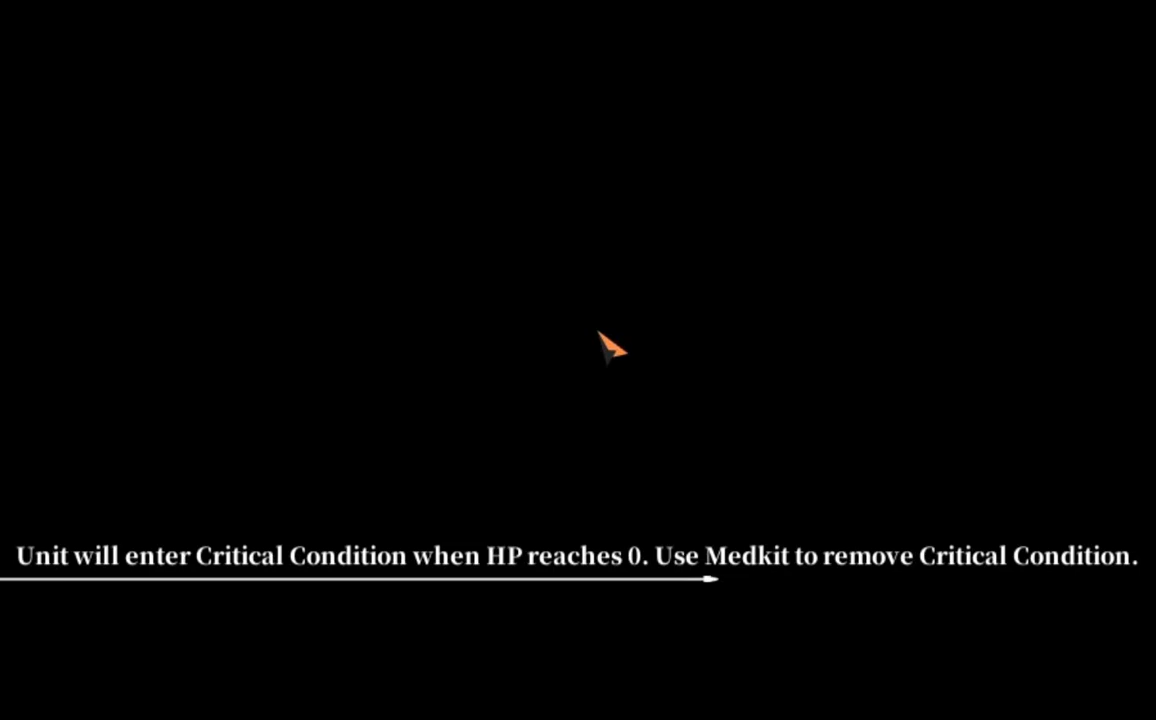 Unit will enter Critical Condition when HP reaches 0. Use Medkit to remove Critical Condition.